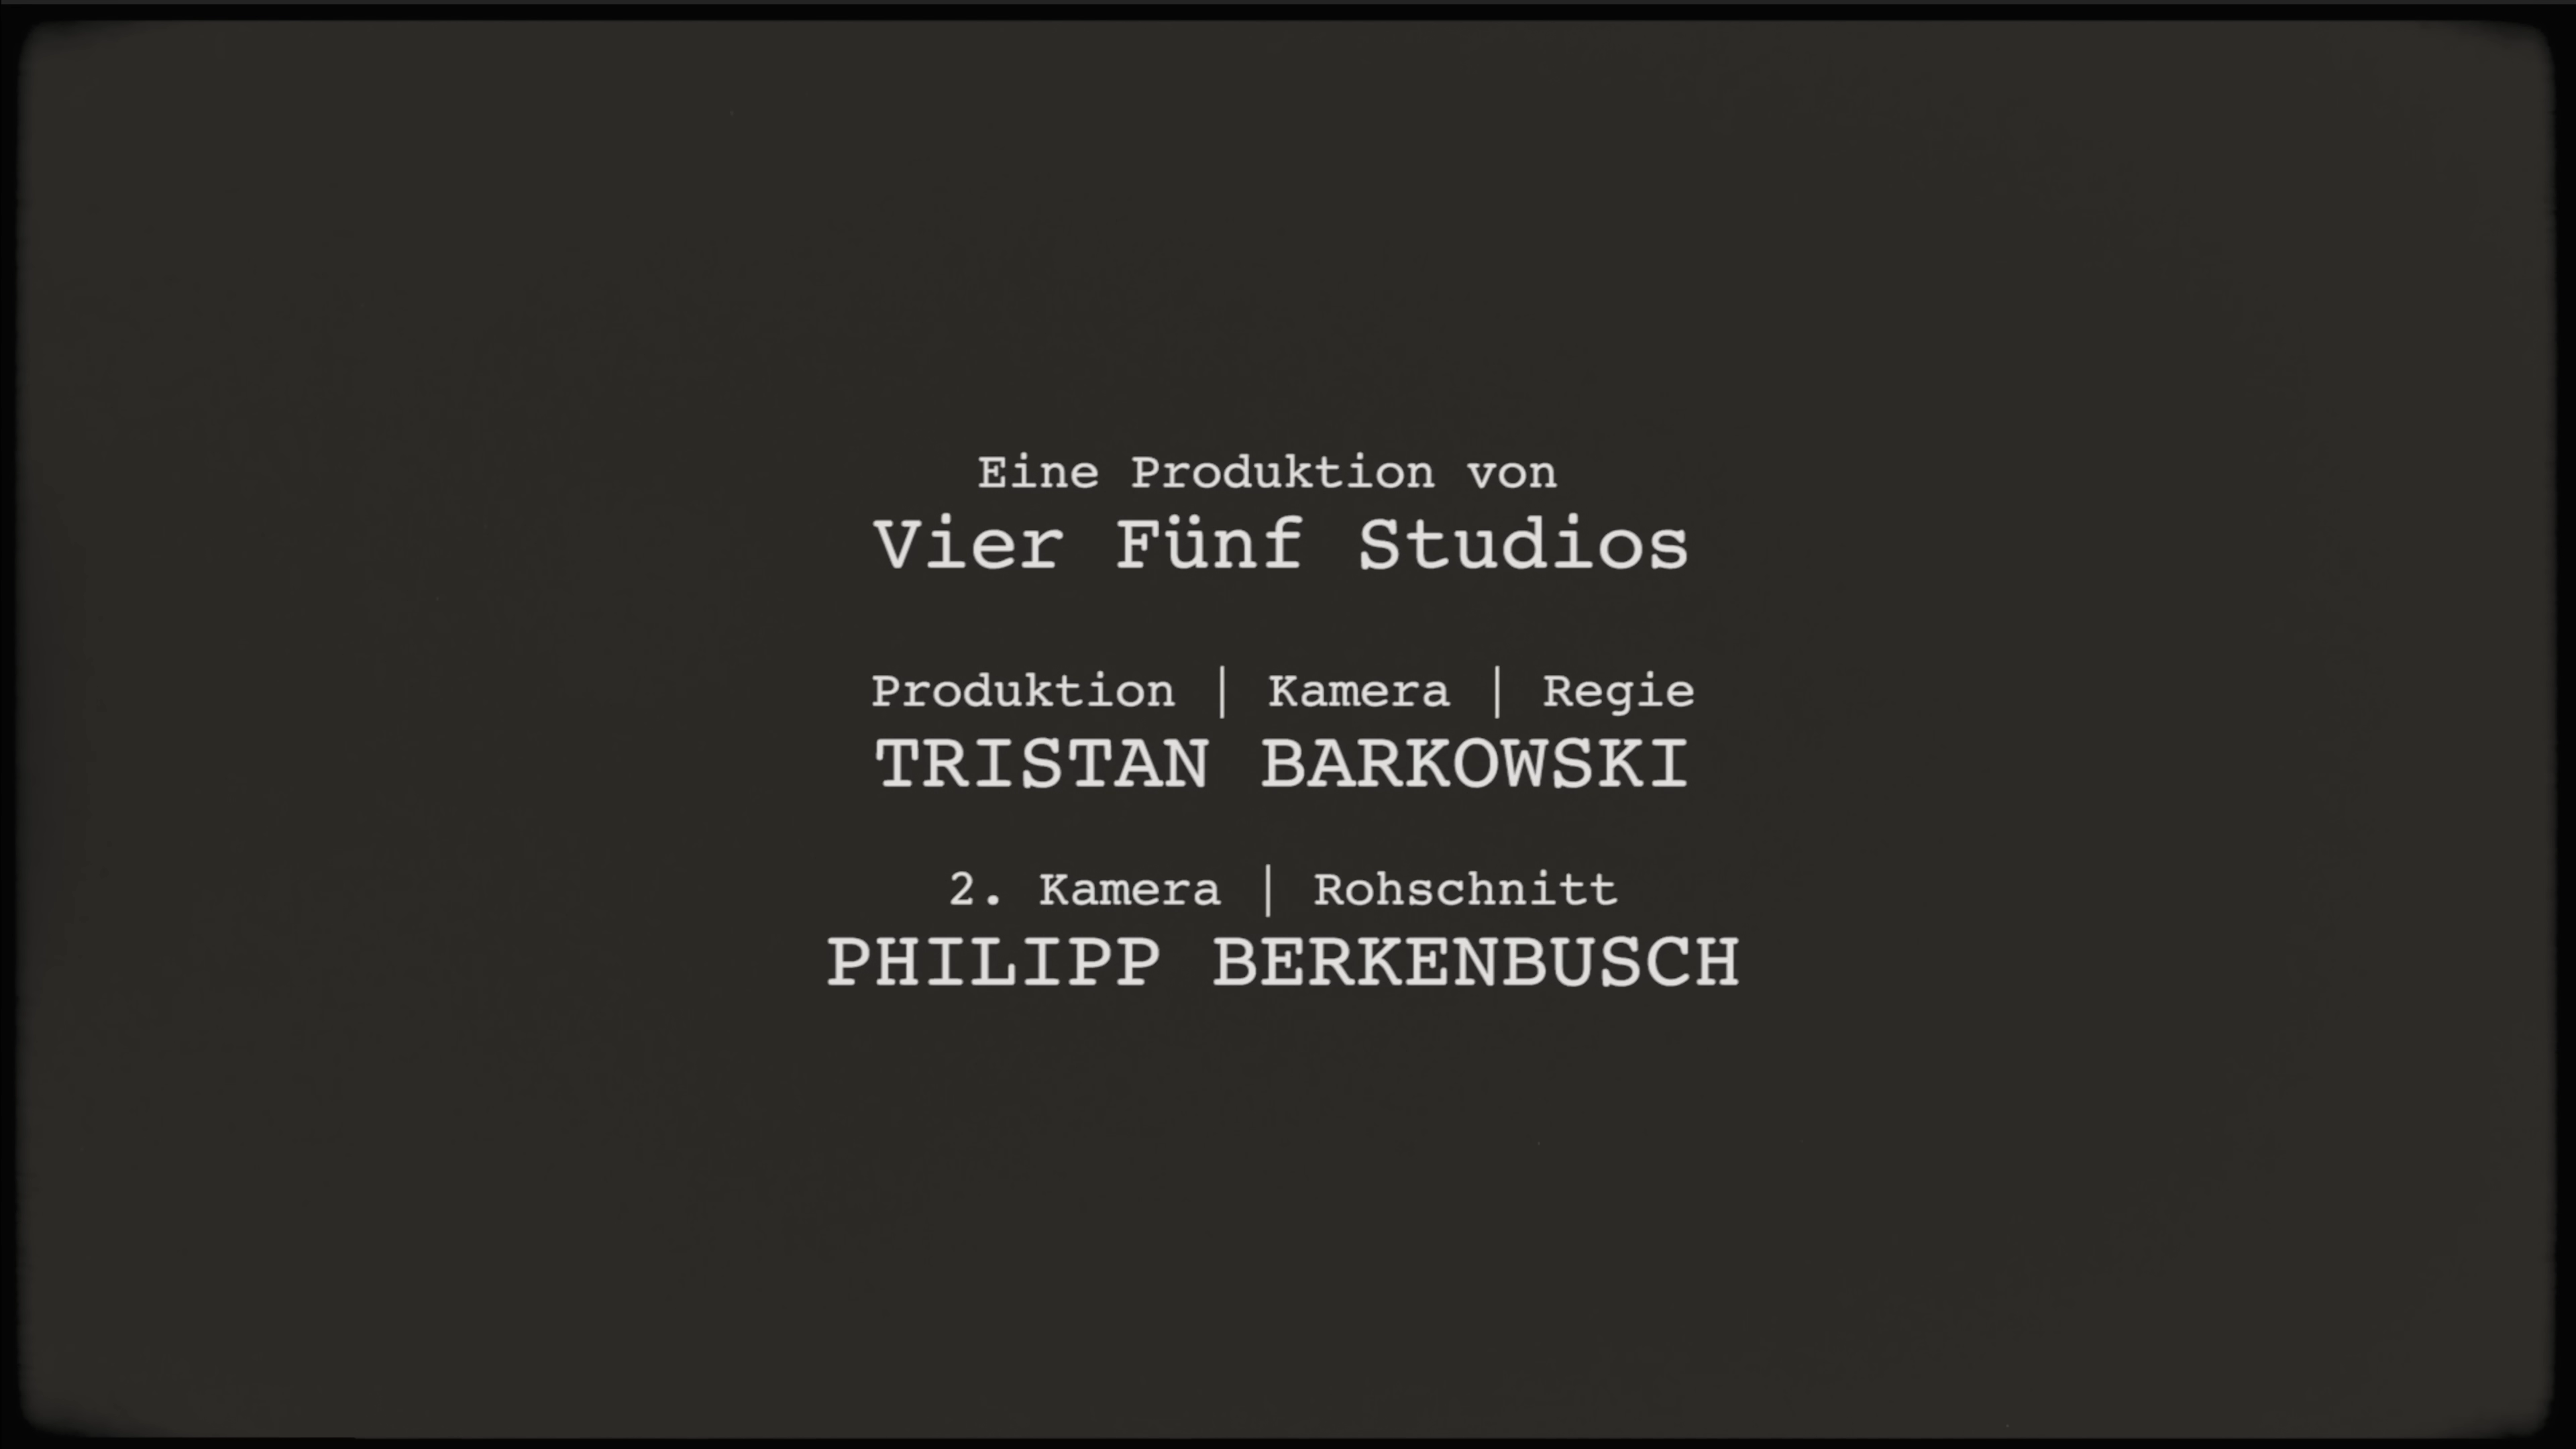 Eine Produktion von
Vier Fünf Studios
Produktion | Kamera | Regie
TRISTAN BARKOWSKI
2. Kamera | Rohschnitt
PHILIPP BERKENBUSCH